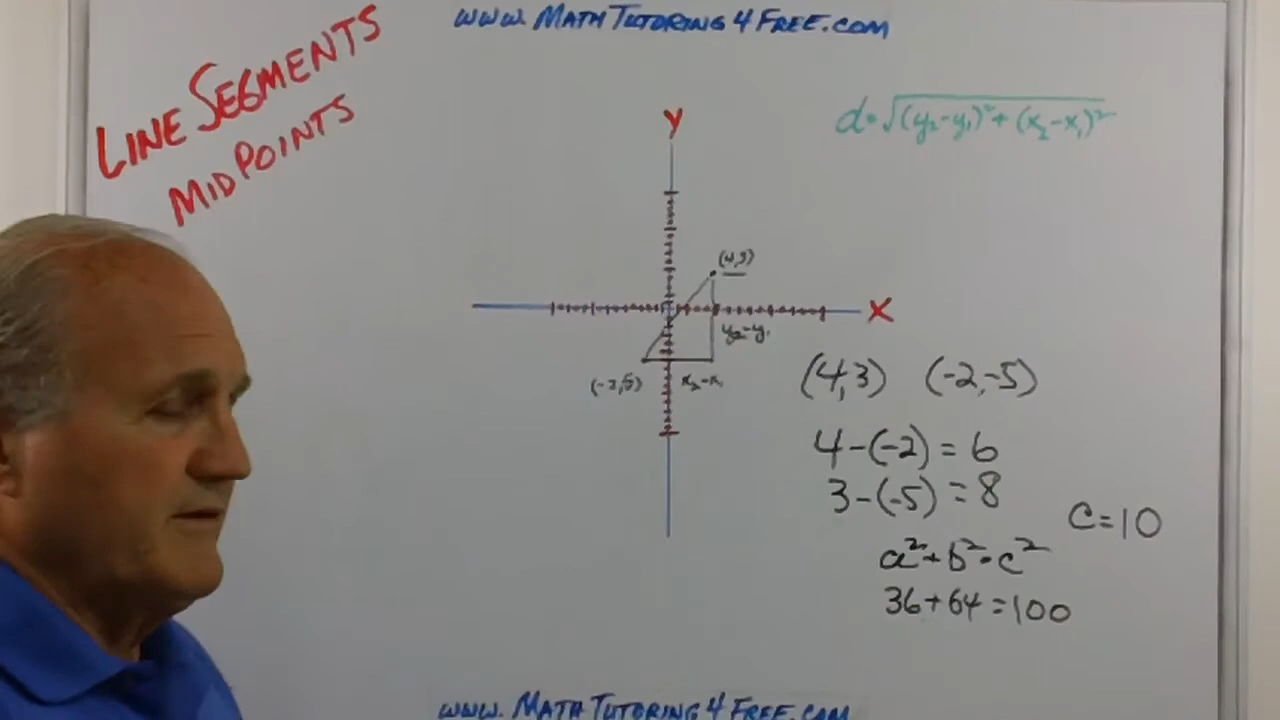 www.MATHTUTORING4FREE.COM
LINE SEGMENTS
MIDPOINTS
d=√(y₂-y₁)²+(x₂-x₁)²
Y
(4,3)
X
y₂-y₁
(-2,-5) x₂-x₁
(4,3) (-2,-5)
4-(-2)=6
3-(-5)=8
C=10
a²+b²=c²
36+64=100
www.MATHTUTORING4FREE.COM